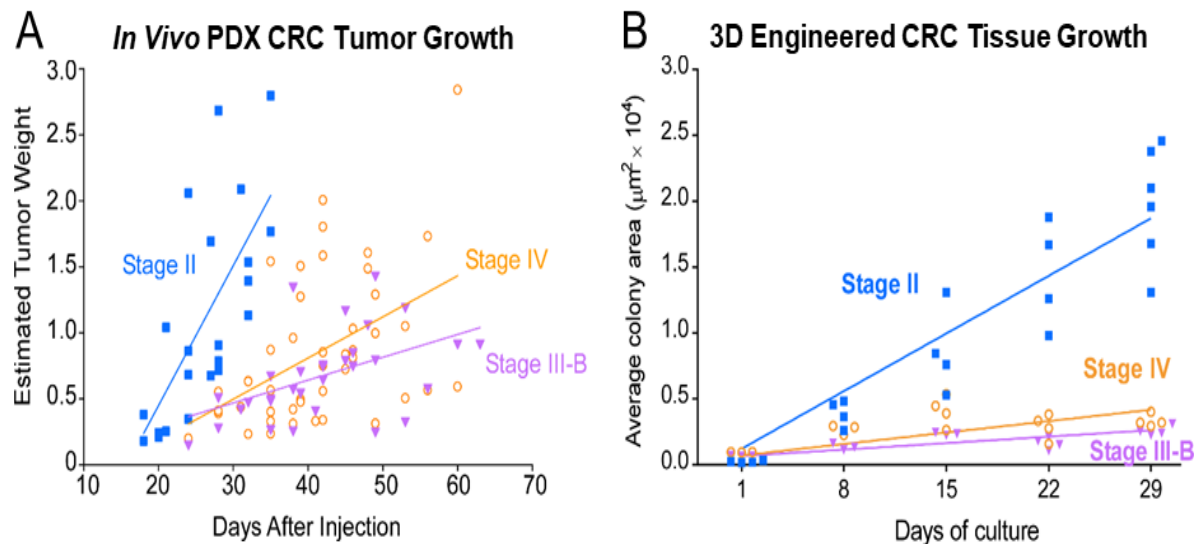 A
In Vivo PDX CRC Tumor Growth
Estimated Tumor Weight
3.0
2.5
2.0
1.5
1.0
0.5
0
Stage II
Stage IV
Stage III-B
10 20 30 40 50 60 70
Days After Injection
B
3D Engineered CRC Tissue Growth
Average colony area (μm² × 10⁴)
3.0
2.5
2.0
1.5
1.0
0.5
0.0
Stage II
Stage IV
Stage III-B
1 8 15 22 29
Days of culture